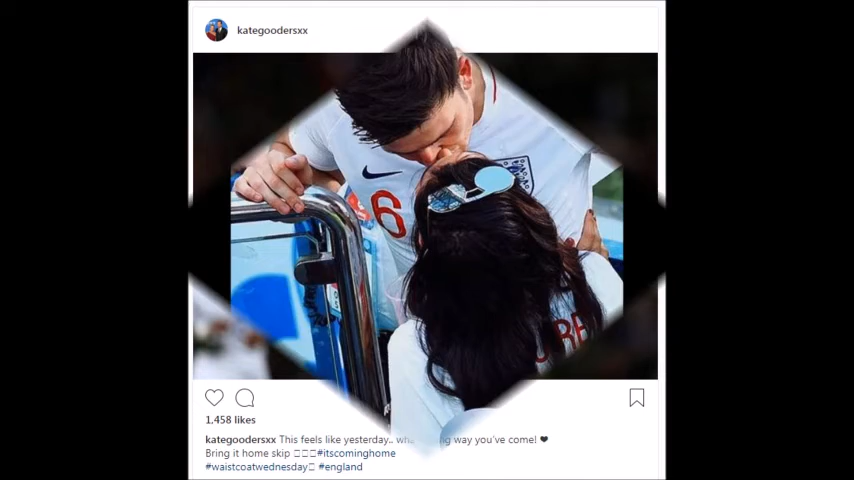 kategoodersxx
6
1,458 likes
kategoodersxx This feels like yesterday.. way you've come! ❤
Bring it home skip #itscominghome
#waistcoatwednesday #england